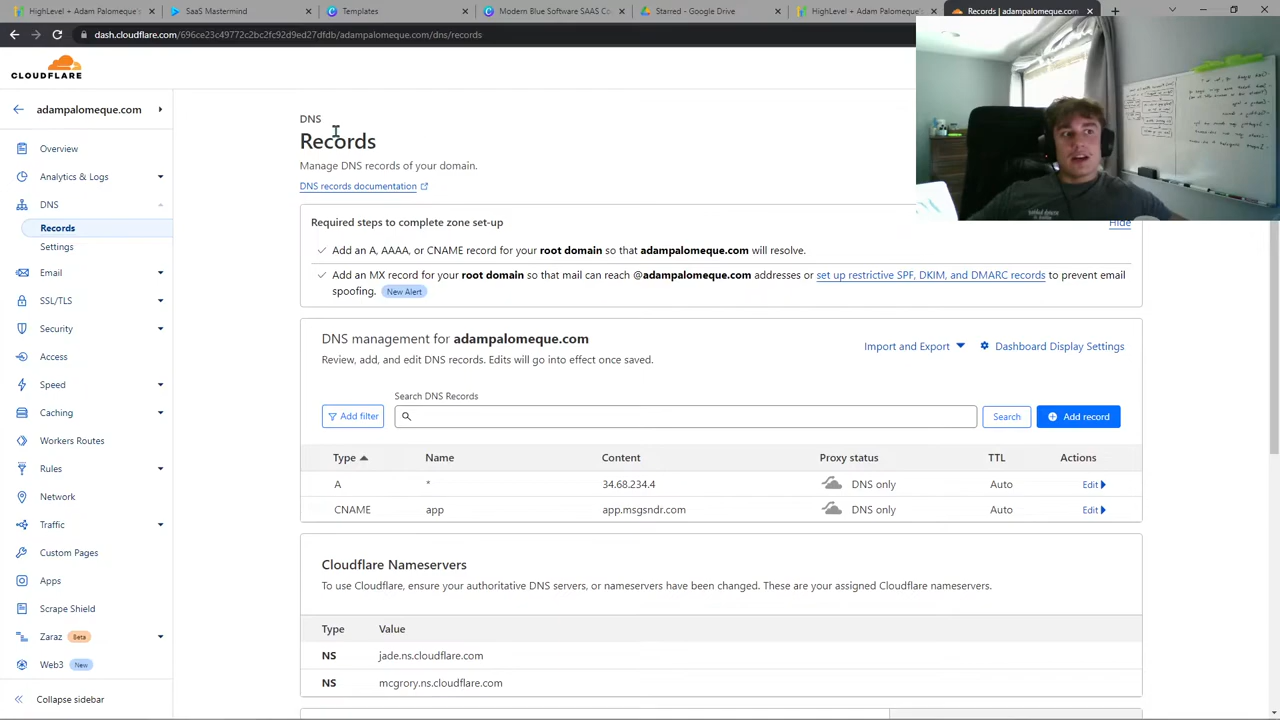 HighLevel + Adam Palomeque's
SaaS Mastermind
Templates
Modern Blue Software SAAS Co
Starred - Google Drive
HighLevel + Adam Palomeque's
Records | adampalomeque.com
dash.cloudflare.com/696ce23c49772c2bc2fc92d9ed27dfdb/adampalomeque.com/dns/records
CLOUDFLARE
adampalomeque.com
Overview
Analytics & Logs
DNS
Records
Settings
Email
SSL/TLS
Security
Access
Speed
Caching
Workers Routes
Rules
Network
Traffic
Custom Pages
Apps
Scrape Shield
Zaraz Beta
Web3 New
Collapse sidebar
DNS
Records
Manage DNS records of your domain.
DNS records documentation
Required steps to complete zone set-up
Hide
Add an A, AAAA, or CNAME record for your root domain so that adampalomeque.com will resolve.
Add an MX record for your root domain so that mail can reach @adampalomeque.com addresses or set up restrictive SPF, DKIM, and DMARC records to prevent email
spoofing. New Alert
DNS management for adampalomeque.com
Review, add, and edit DNS records. Edits will go into effect once saved.
Import and Export
Dashboard Display Settings
Search DNS Records
Add filter
Search
Add record
Type Name Content Proxy status TTL Actions
A * 34.68.234.4 DNS only Auto Edit
CNAME app app.msgsndr.com DNS only Auto Edit
Cloudflare Nameservers
To use Cloudflare, ensure your authoritative DNS servers, or nameservers have been changed. These are your assigned Cloudflare nameservers.
Type Value
NS jade.ns.cloudflare.com
NS mcgrory.ns.cloudflare.com